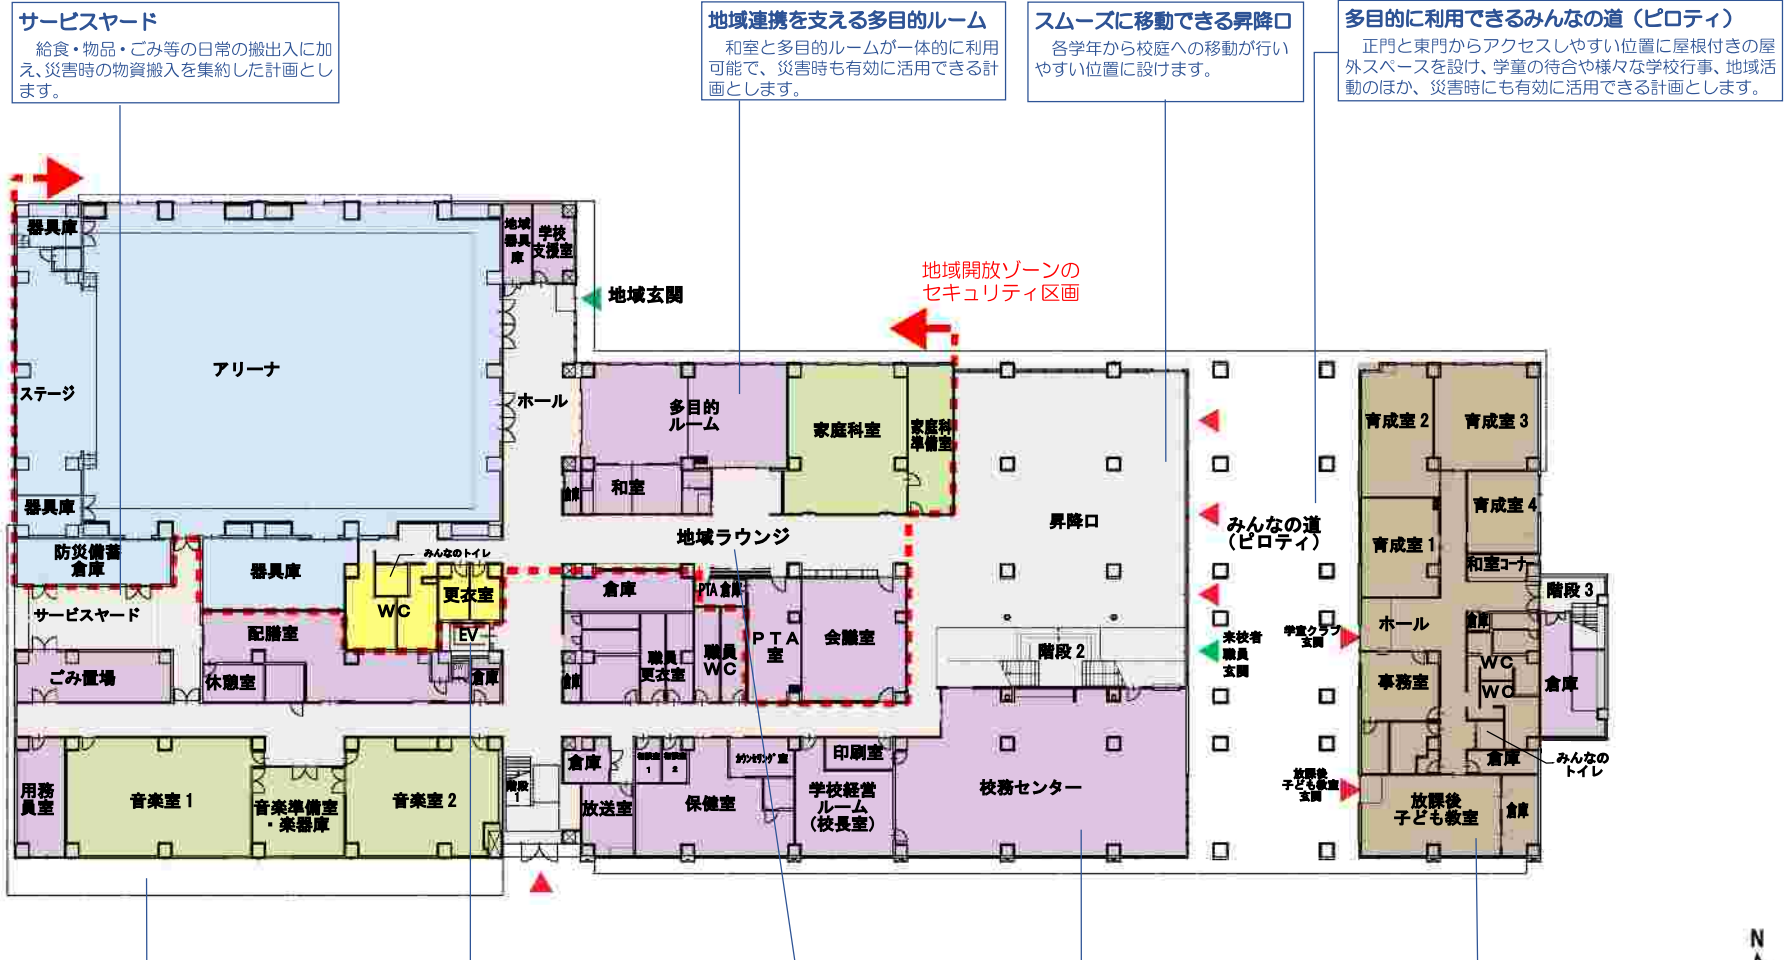 サービスヤード
給食・物品・ごみ等の日常の搬出入に加
え、災害時の物資搬入を集約した計画とし
ます。
地域連携を支える多目的ルーム
和室と多目的ルームが一体的に利用
可能で、災害時も有効に活用できる計
画とします。
スムーズに移動できる昇降口
各学年から校庭への移動が行い
やすい位置に設けます。
多目的に利用できるみんなの道（ピロティ）
正門と東門からアクセスしやすい位置に屋根付きの屋
外スペースを設け、学童の待合や様々な学校行事、地域活
動のほか、災害時にも有効に活用できる計画とします。
器具庫
地域
器具
庫
学校
支援室
地域玄関
地域開放ゾーンの
セキュリティ区画
アリーナ
ステージ
ホール
多目的
ルーム
家庭科室
家庭科
準備室
育成室2
育成室3
器具庫
倉庫
和室
育成室4
昇降口
みんなの道
（ピロティ）
地域ラウンジ
育成室1
防災備蓄
倉庫
器具庫
みんなのトイレ
和室コーナー
WC
更衣室
倉庫
PTA 倉庫
階段3
サービスヤード
配膳室
EV
PTA
室
会議室
来校者
職員
玄関
学童クラブ
玄関
ホール
倉庫
階段2
職員
更衣室
職員
WC
ごみ置場
休憩室
倉庫
倉庫
事務室
WC
WC
倉庫
倉庫
みんなの
トイレ
用務
員室
音楽室1
音楽準備室
・楽器庫
音楽室2
階段
1
倉庫
放送室
相談室
1
相談室
2
保健室
カウンセリング室
印刷室
学校経営
ルーム
（校長室）
校務センター
放課後
子ども教室
玄関
放課後
子ども教室
倉庫
N